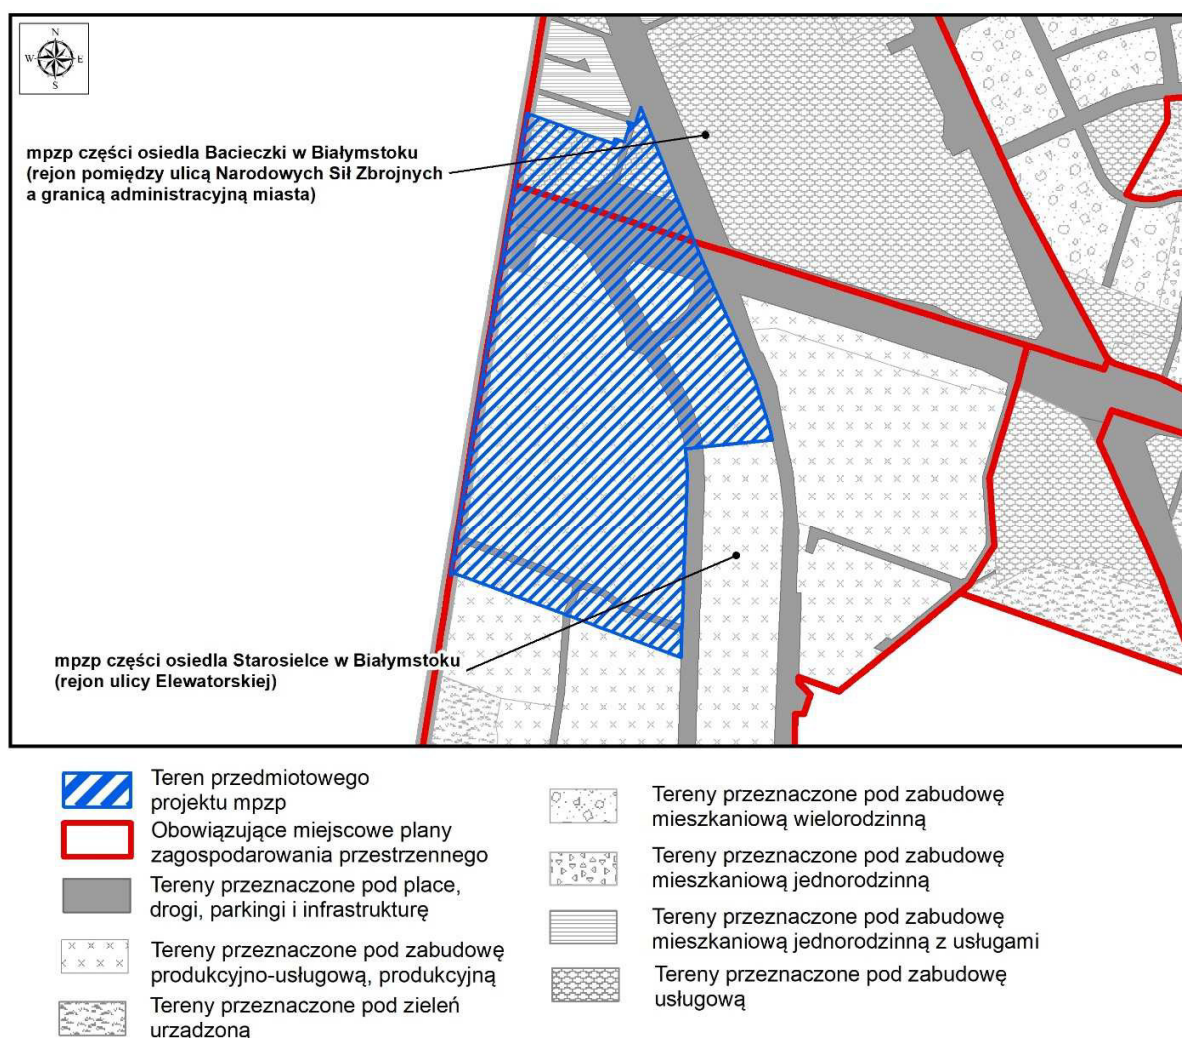 N
W E
S
mpzp części osiedla Bacieczki w Białymstoku
(rejon pomiędzy ulicą Narodowych Sił Zbrojnych
a granicą administracyjną miasta)
mpzp części osiedla Starosielce w Białymstoku
(rejon ulicy Elewatorskiej)
Teren przedmiotowego
projektu mpzp
Obowiązujące miejscowe plany
zagospodarowania przestrzennego
Tereny przeznaczone pod place,
drogi, parkingi i infrastrukturę
Tereny przeznaczone pod zabudowę
produkcyjno-usługową, produkcyjną
Tereny przeznaczone pod zieleń
urządzoną
Tereny przeznaczone pod zabudowę
mieszkaniową wielorodzinną
Tereny przeznaczone pod zabudowę
mieszkaniową jednorodzinną
Tereny przeznaczone pod zabudowę
mieszkaniową jednorodzinną z usługami
Tereny przeznaczone pod zabudowę
usługową